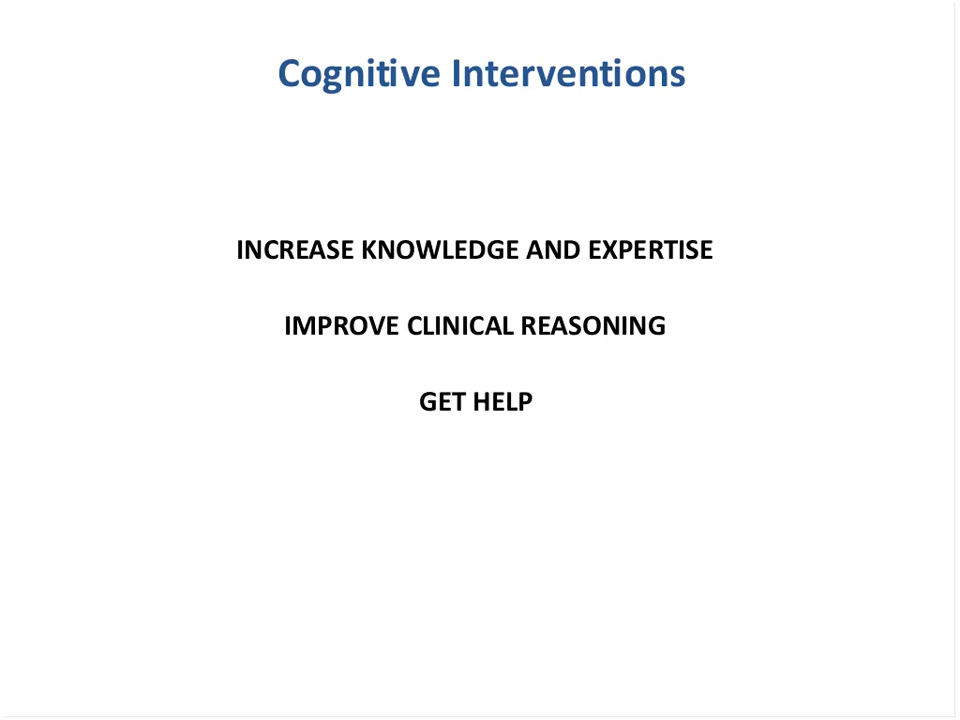 Cognitive Interventions
INCREASE KNOWLEDGE AND EXPERTISE
IMPROVE CLINICAL REASONING
GET HELP